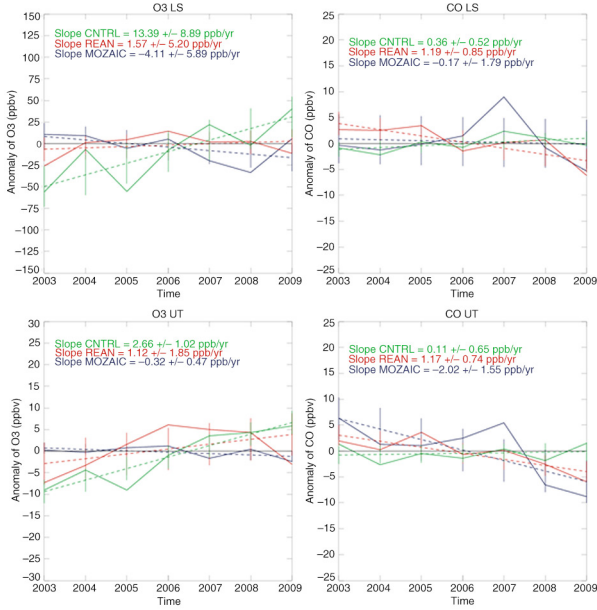 O3 LS
Slope CNTRL = 13.39 +/− 8.89 ppb/yr
Slope REAN = 1.57 +/− 5.20 ppb/yr
Slope MOZAIC = −4.11 +/− 5.89 ppb/yr
Anomaly of O3 (ppbv)
150
125
100
75
50
25
0
−25
−50
−75
−100
−125
−150
2003 2004 2005 2006 2007 2008 2009
Time
CO LS
Slope CNTRL = 0.36 +/− 0.52 ppb/yr
Slope REAN = 1.19 +/− 0.85 ppb/yr
Slope MOZAIC = −0.17 +/− 1.79 ppb/yr
Anomaly of CO (ppbv)
25
20
15
10
5
0
−5
−10
−15
−20
−25
2003 2004 2005 2006 2007 2008 2009
Time
O3 UT
Slope CNTRL = 2.66 +/− 1.02 ppb/yr
Slope REAN = 1.12 +/− 1.85 ppb/yr
Slope MOZAIC = −0.32 +/− 0.47 ppb/yr
Anomaly of O3 (ppbv)
30
25
20
15
10
5
0
−5
−10
−15
−20
−25
−30
2003 2004 2005 2006 2007 2008 2009
Time
CO UT
Slope CNTRL = 0.11 +/− 0.65 ppb/yr
Slope REAN = 1.17 +/− 0.74 ppb/yr
Slope MOZAIC = −2.02 +/− 1.55 ppb/yr
Anomaly of CO (ppbv)
25
20
15
10
5
0
−5
−10
−15
−20
−25
2003 2004 2005 2006 2007 2008 2009
Time